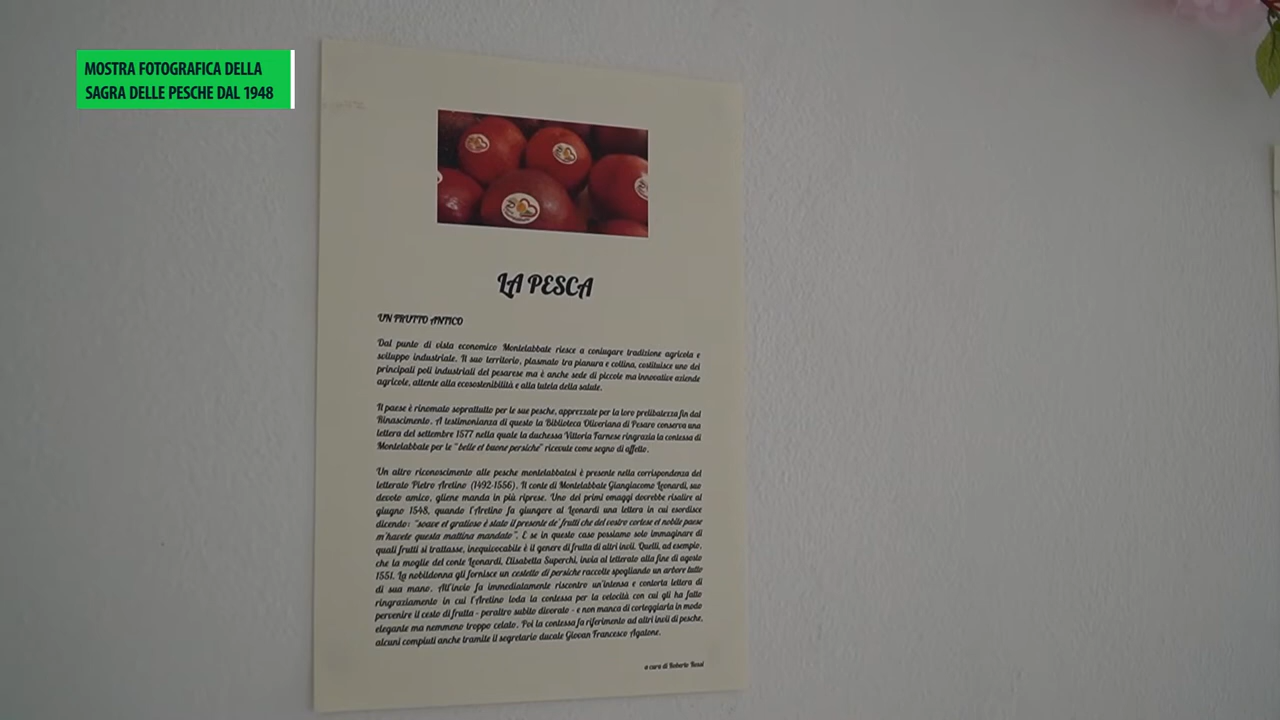 MOSTRA FOTOGRAFICA DELLA
SAGRA DELLE PESCHE DAL 1948
LA PESCA
UN FRUTTO ANTICO
Dal punto di vista economico Montelabbate riesce a coniugare tradizione agricola e
sviluppo industriale. Il suo territorio, plasmato tra pianura e collina, costituisce uno dei
principali poli industriali del pesarese ma è anche sede di piccole ma innovative aziende
agricole, attente alla ecosostenibilità e alla tutela della salute.
Il paese è rinomato soprattutto per le sue pesche, apprezzate per la loro prelibatezza fin dal
Rinascimento. A testimonianza di questo la Biblioteca Oliveriana di Pesaro conserva una
lettera del settembre 1577 nella quale la duchessa Vittoria Farnese ringrazia la contessa di
Montelabbate per le "belle et buone persiche" ricevute come segno di affetto.
Un altro riconoscimento alle pesche montelabbatesi è presente nella corrispondenza del
letterato Pietro Aretino (1492-1556). Il conte di Montelabbate Giangiacomo Leonardi, suo
devoto amico, gliene manda in più riprese. Uno dei primi omaggi dovrebbe risalire al
giugno 1548, quando l'Aretino fa giungere al Leonardi una lettera in cui esordisce
dicendo: "soave et gratioso è stato il presente de' frutti che del vostro cortese et nobile paese
m'havete questa mattina mandato". E se in questo caso possiamo solo immaginare di
quali frutti si trattasse, inequivocabile è il genere di frutta di altri invii. Quelli, ad esempio,
che la moglie del conte Leonardi, Elisabetta Superchi, invia al letterato alla fine di agosto
1551. La nobildonna gli fornisce un cestello di persiche raccolte spogliando un arbore tutto
di sua mano. All'invio fa immediatamente riscontro un'intensa e contorta lettera di
ringraziamento in cui l'Aretino loda la contessa per la velocità con cui gli ha fatto
pervenire il cesto di frutta - peraltro subito divorato - e non manca di corteggiarla in modo
elegante ma nemmeno troppo celato. Poi la contessa fa riferimento ad altri invii di pesche,
alcuni compiuti anche tramite il segretario ducale Giovan Francesco Agatone.
a cura di Roberto Rossi